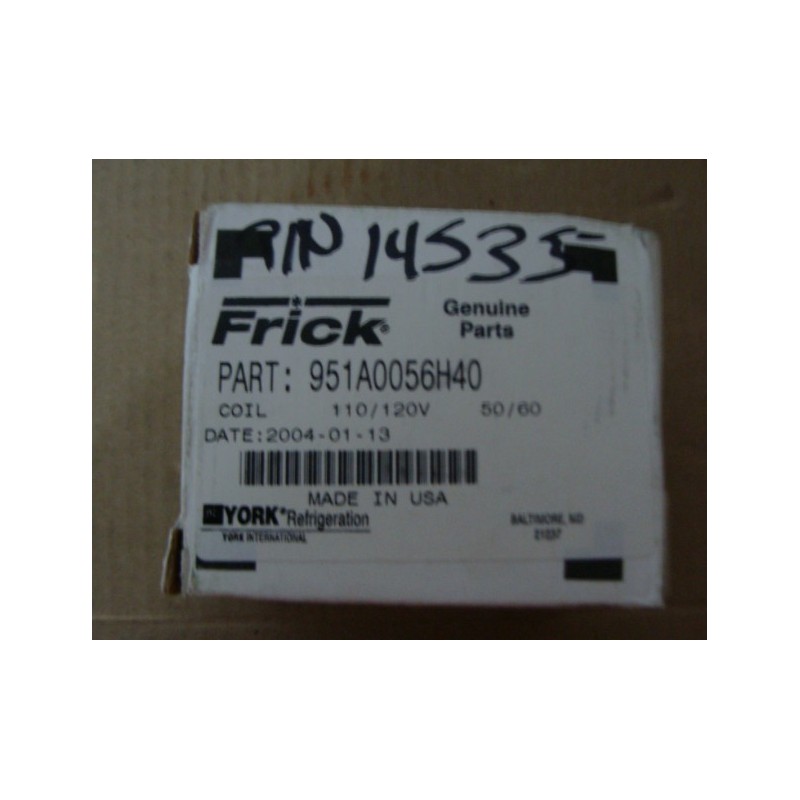 P/N 14535
Frick®
Genuine
Parts
PART: 951A0056H40
COIL 110/120V 50/60
DATE:2004-01-13
MADE IN USA
YORK® Refrigeration
YORK INTERNATIONAL
BALTIMORE, MD